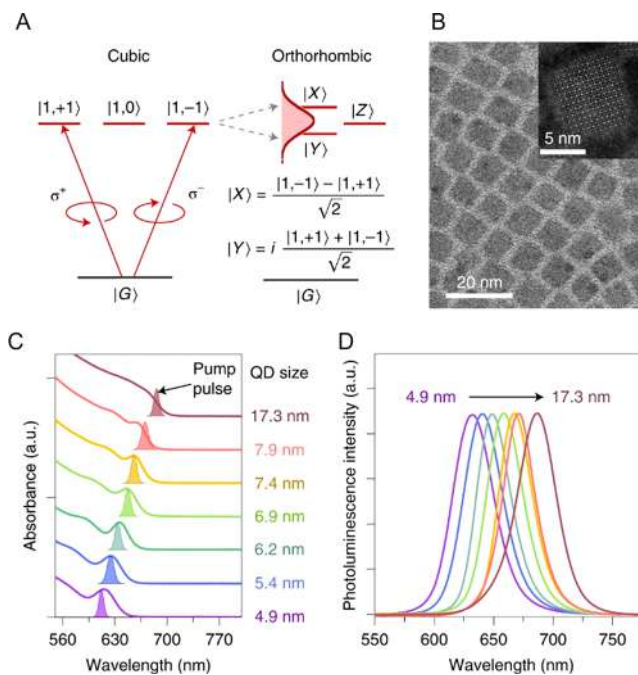 A
Cubic
Orthorhombic
|1,+1⟩ |1,0⟩ |1,−1⟩
|X⟩
|Z⟩
|Y⟩
σ⁺ σ⁻
|X⟩ = |1,−1⟩ − |1,+1⟩ / √2
|Y⟩ = i |1,+1⟩ + |1,−1⟩ / √2
|G⟩ |G⟩
B
5 nm
20 nm
C
Absorbance (a.u.)
Pump
pulse
QD size
17.3 nm
7.9 nm
7.4 nm
6.9 nm
6.2 nm
5.4 nm
4.9 nm
560 630 700 770
Wavelength (nm)
D
Photoluminescence intensity (a.u.)
4.9 nm 17.3 nm
550 600 650 700 750
Wavelength (nm)